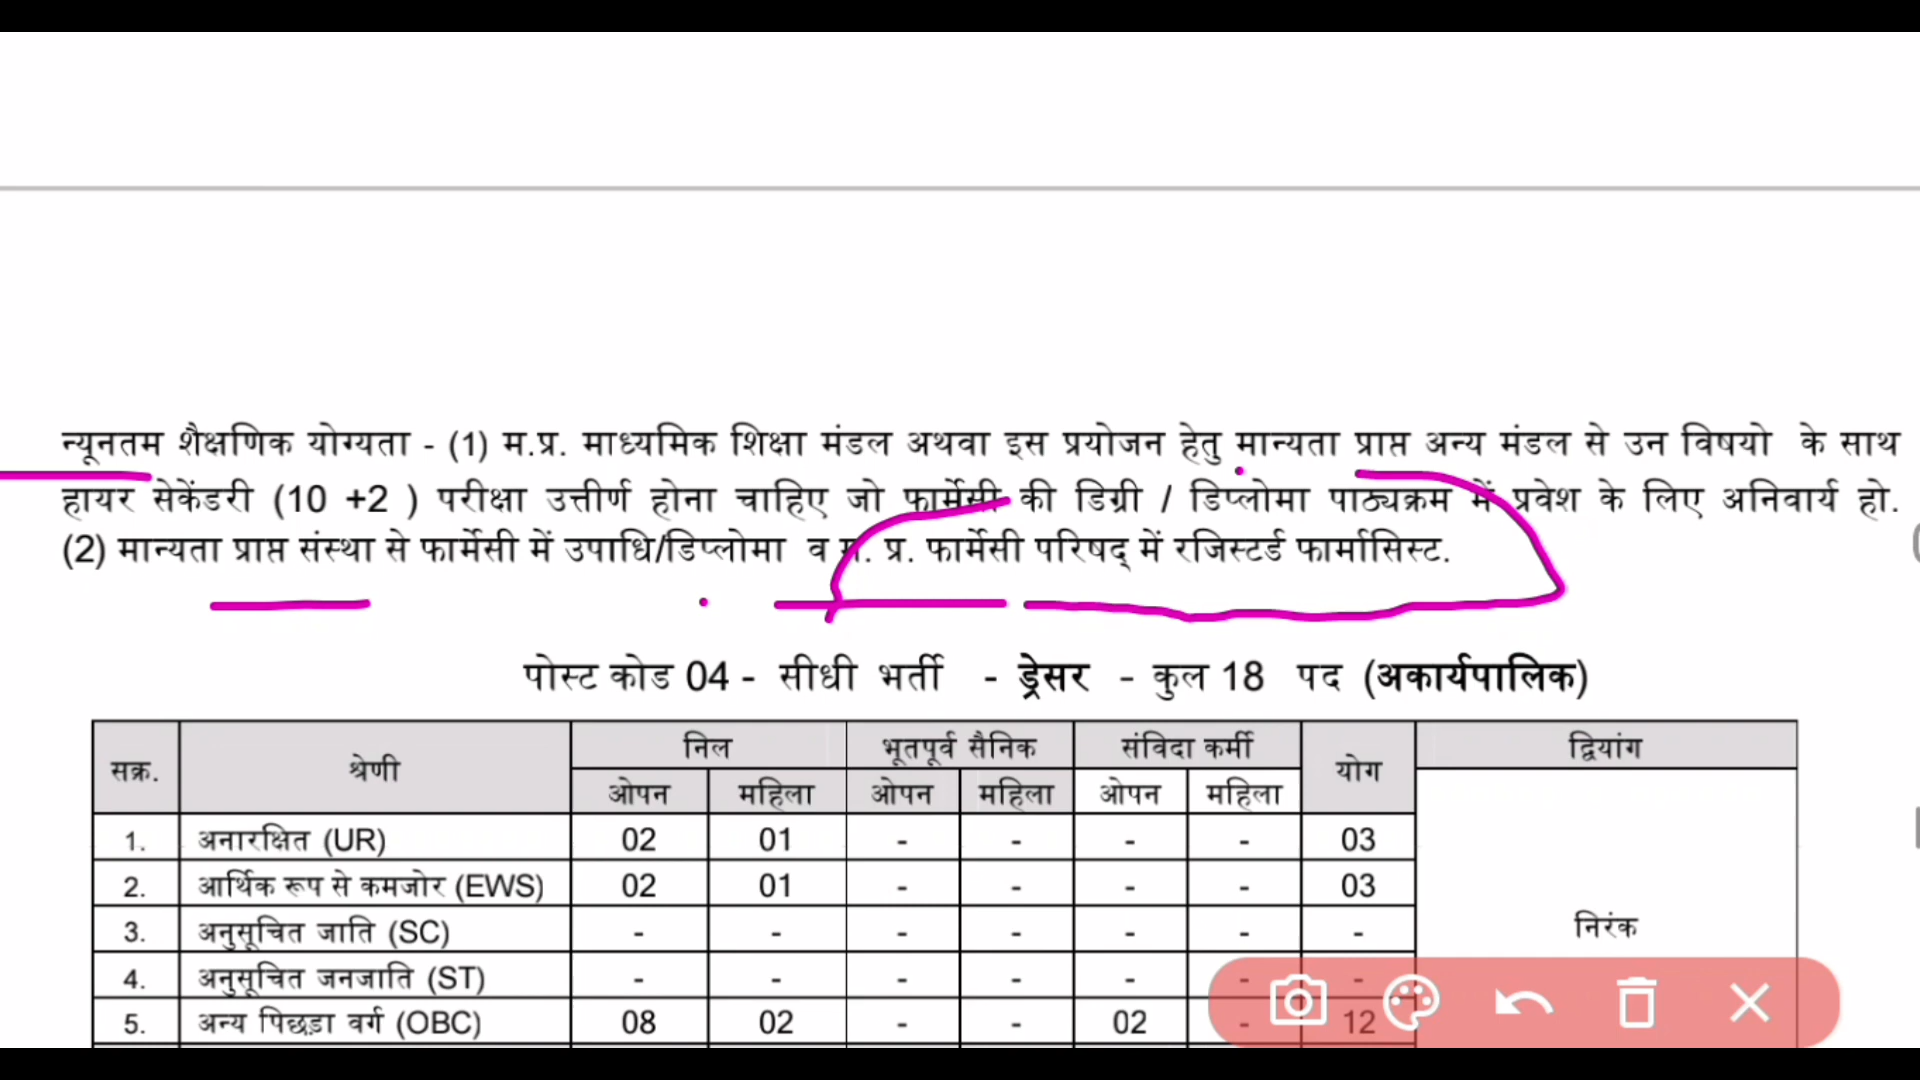 न्यूनतम शैक्षणिक योग्यता - (1) म.प्र. माध्यमिक शिक्षा मंडल अथवा इस प्रयोजन हेतु मान्यता प्राप्त अन्य मंडल से उन विषयो के साथ
हायर सेकेंडरी (10 +2 ) परीक्षा उत्तीर्ण होना चाहिए जो फार्मेसी की डिग्री / डिप्लोमा पाठ्यक्रम में प्रवेश के लिए अनिवार्य हो.
(2) मान्यता प्राप्त संस्था से फार्मेसी में उपाधि/डिप्लोमा व म. प्र. फार्मेसी परिषद् में रजिस्टर्ड फार्मासिस्ट.
पोस्ट कोड 04 - सीधी भर्ती - ड्रेसर - कुल 18 पद (अकार्यपालिक)
सक्र. श्रेणी निल भूतपूर्व सैनिक संविदा कर्मी योग द्वियांग
ओपन महिला ओपन महिला ओपन महिला
1. अनारक्षित (UR) 02 01 - - - - 03
2. आर्थिक रूप से कमजोर (EWS) 02 01 - - - - 03
3. अनुसूचित जाति (SC) - - - - - - - निरंक
4. अनुसूचित जनजाति (ST) - - - - - - -
5. अन्य पिछड़ा वर्ग (OBC) 08 02 - - 02 - 12